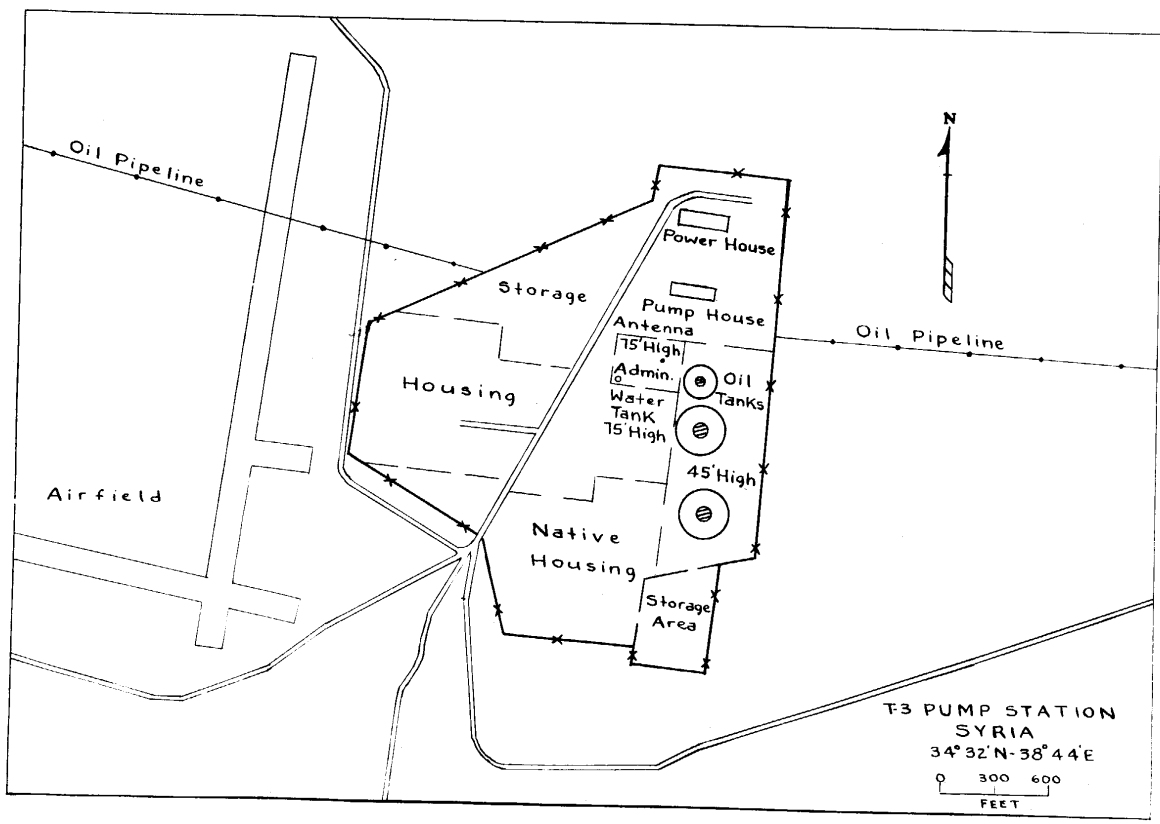 N
Oil Pipeline
Power House
Storage
Pump House
Antenna
75' High
Oil Pipeline
Admin.
Oil
Tanks
Housing
Water
Tank
75' High
45' High
Airfield
Native
Housing
Storage
Area
T-3 PUMP STATION
SYRIA
34° 32' N - 38° 44' E
0 300 600
FEET